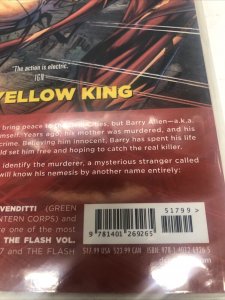 "The action is electric."
IGN
YELLOW KING
bring peace to the
but Barry Allen—a.k.a.
himself. Years ago, his mother was murdered, and his
crime. Believing him innocent, Barry has spent his life
ld set him free and hoping to catch the real killer.
identify the murderer, a mysterious stranger called
will know his nemesis by another name entirely:
VENDITTI (GREEN
NTERN CORPS) and
re one of the most
THE FLASH VOL.
7 and THE FLASH
51799>
9 781401 269265
$17.99 USA $23.99 CAN ISBN: 978-1-4012-6926-5